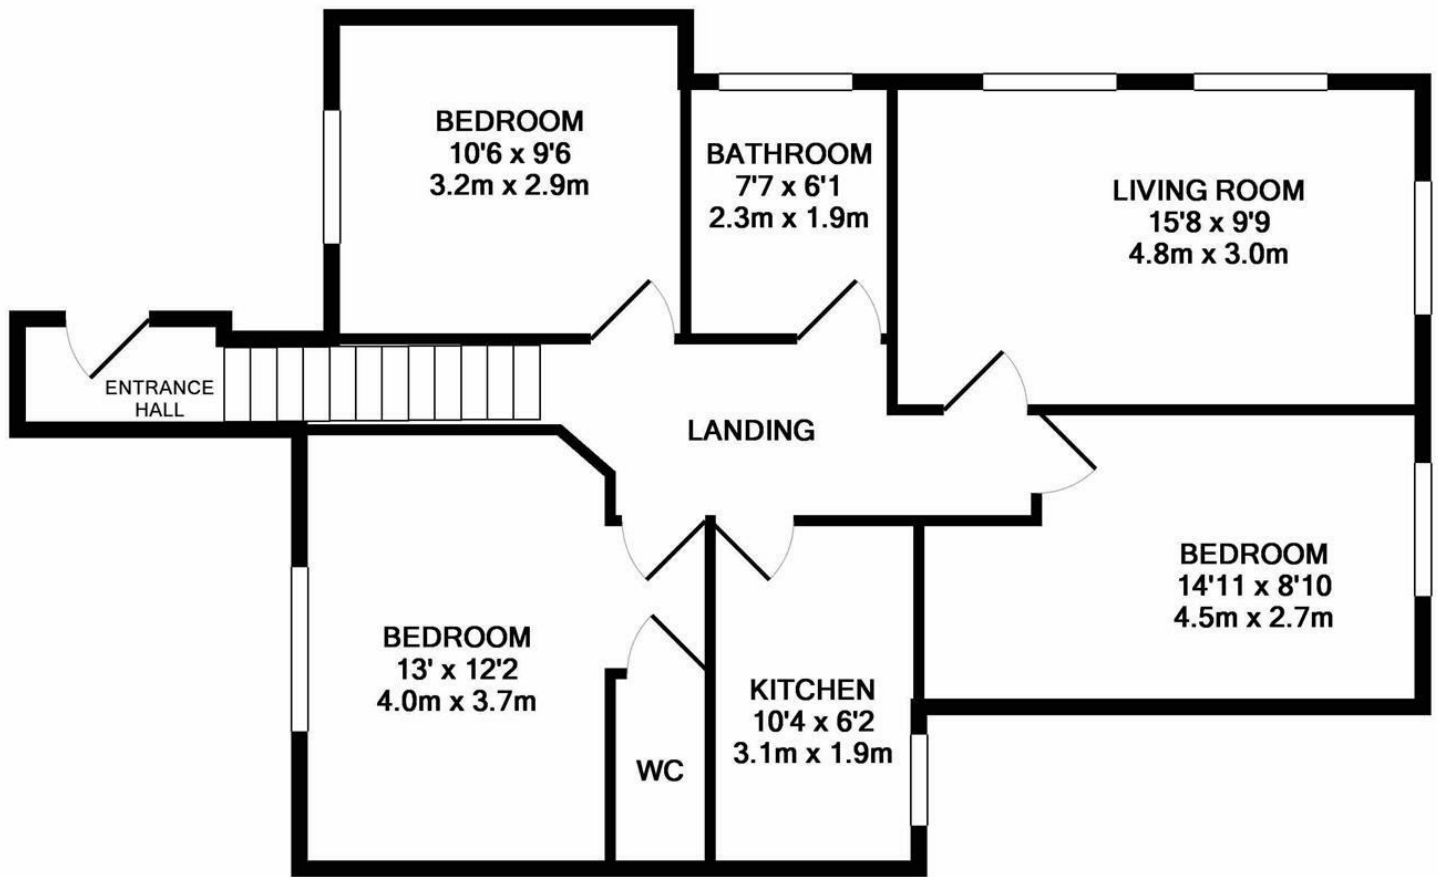 BEDROOM
10'6 x 9'6
3.2m x 2.9m
BATHROOM
7'7 x 6'1
2.3m x 1.9m
LIVING ROOM
15'8 x 9'9
4.8m x 3.0m
ENTRANCE
HALL
LANDING
BEDROOM
14'11 x 8'10
4.5m x 2.7m
BEDROOM
13' x 12'2
4.0m x 3.7m
KITCHEN
10'4 x 6'2
3.1m x 1.9m
WC